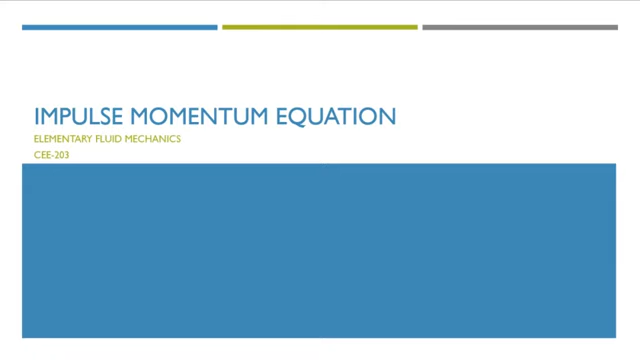 IMPULSE MOMENTUM EQUATION
ELEMENTARY FLUID MECHANICS
CEE-203